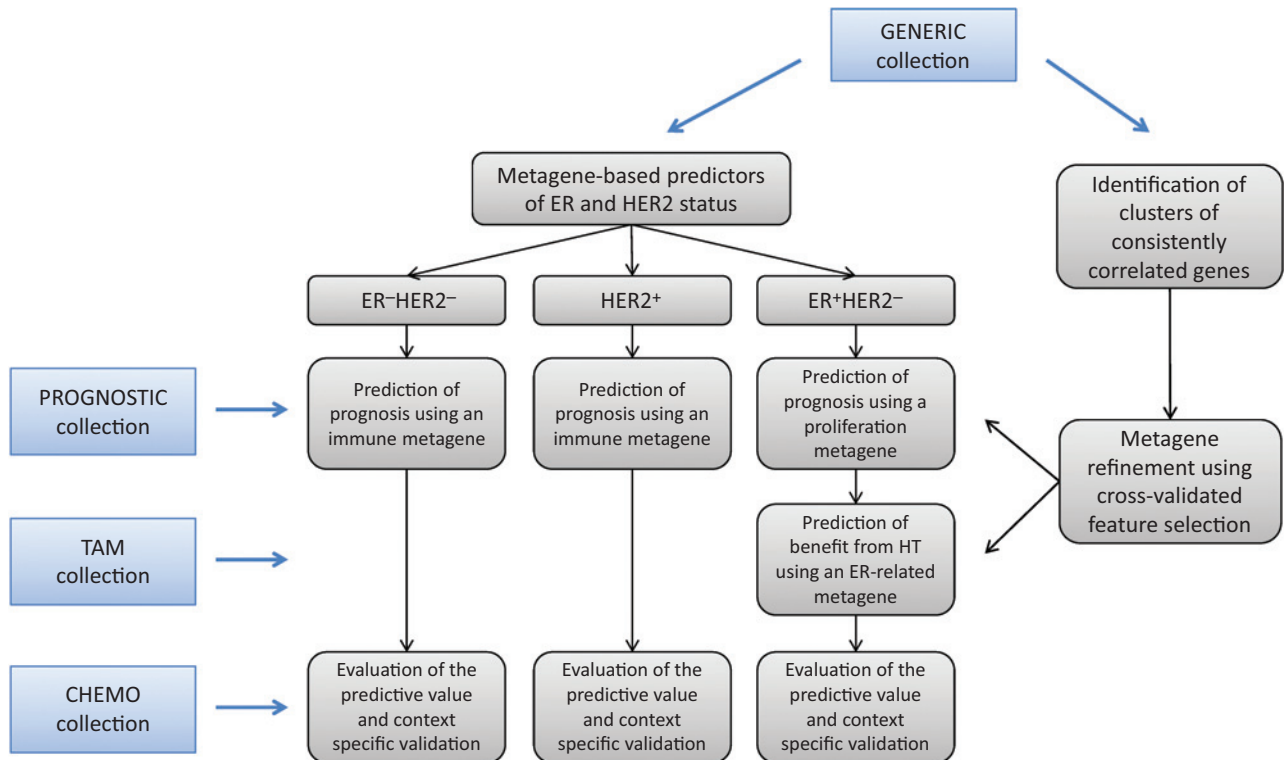 GENERIC
collection
Metagene-based predictors
of ER and HER2 status
Identification of
clusters of
consistently
correlated genes
ER⁻HER2⁻
HER2⁺
ER⁺HER2⁻
PROGNOSTIC
collection
Prediction of
prognosis using an
immune metagene
Prediction of
prognosis using an
immune metagene
Prediction of
prognosis using a
proliferation
metagene
Metagene
refinement using
cross-validated
feature selection
TAM
collection
Prediction of
benefit from HT
using an ER-related
metagene
CHEMO
collection
Evaluation of the
predictive value
and context
specific validation
Evaluation of the
predictive value
and context
specific validation
Evaluation of the
predictive value
and context
specific validation